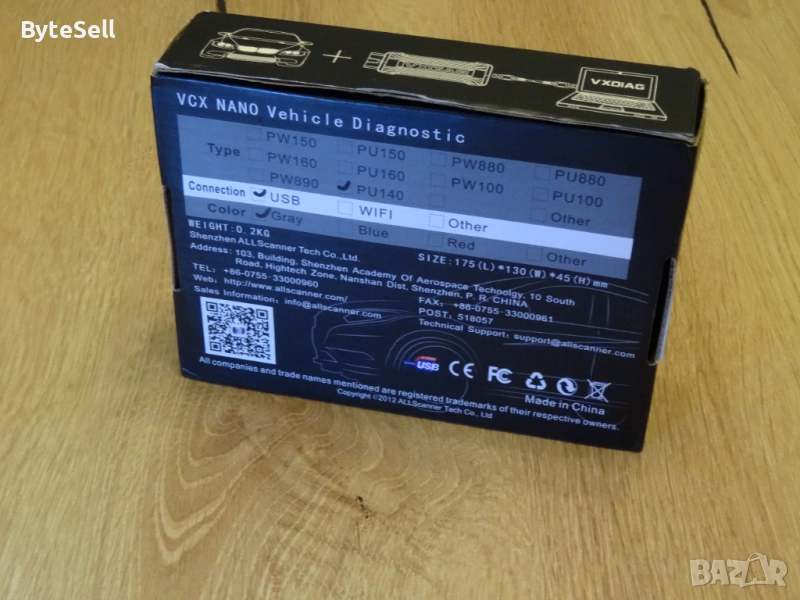 ByteSell
VXDIAG
VXDIAG
VCX NANO Vehicle Diagnostic
Type
PW150
PU150
PW880
PU880
PW160
PU160
PW100
PU100
PW890
PU140
Other
Connection
USB
WIFI
Other
Color
Gray
Blue
Red
Other
WEIGHT:0.2KG
SIZE:175(L)*130(W)*45(H)mm
Shenzhen ALLScanner Tech Co.,Ltd.
Address: 103, Building, Shenzhen Academy Of Aerospace Technolgy, 10 South
Road, Hightech Zone, Nanshan Dist, Shenzhen, P. R. CHINA
TEL: +86-0755-33000960
FAX: +86-0755-33000961
Web: http://www.allscanner.com/
POST: 518057
Sales Information: info@allscanner.com
Technical Support: support@allscanner.com
USB
CE FC
Made in China
All companies and trade names mentioned are registered trademarks of their respective owners.
Copyright ©2012 ALLScanner Tech Co., Ltd
BAZAR